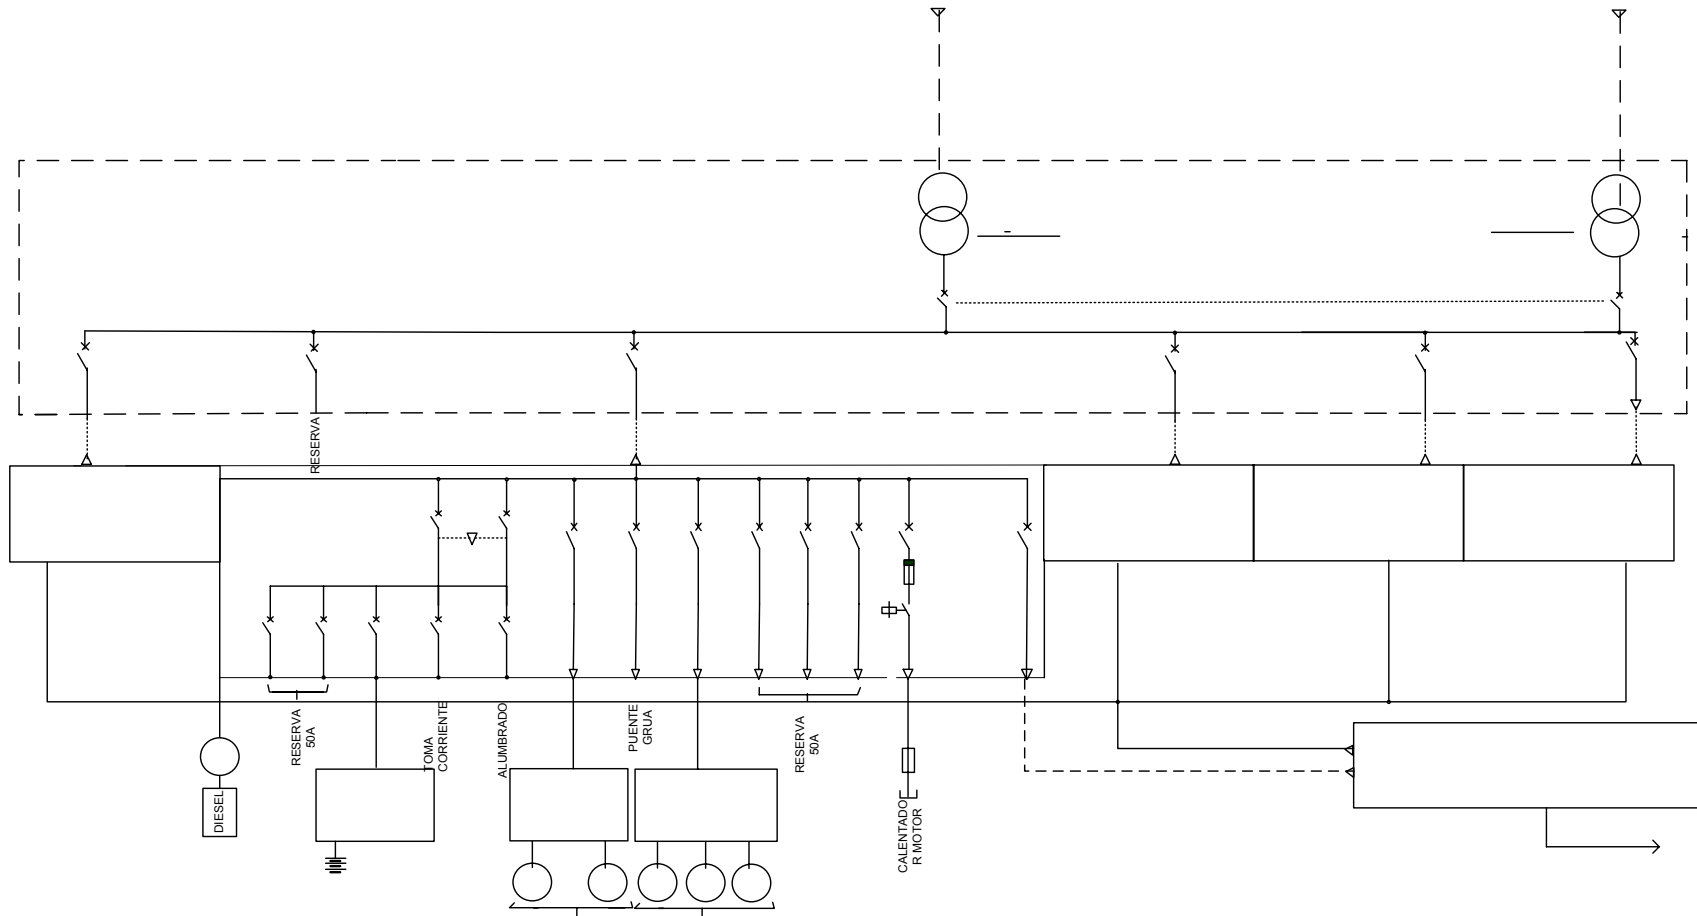 RESERVA
RESERVA
50A
TOMA
CORRIENTE
ALUMBRADO
PUENTE
GRUA
RESERVA
50A
CALENTADO
R MOTOR
DIESEL